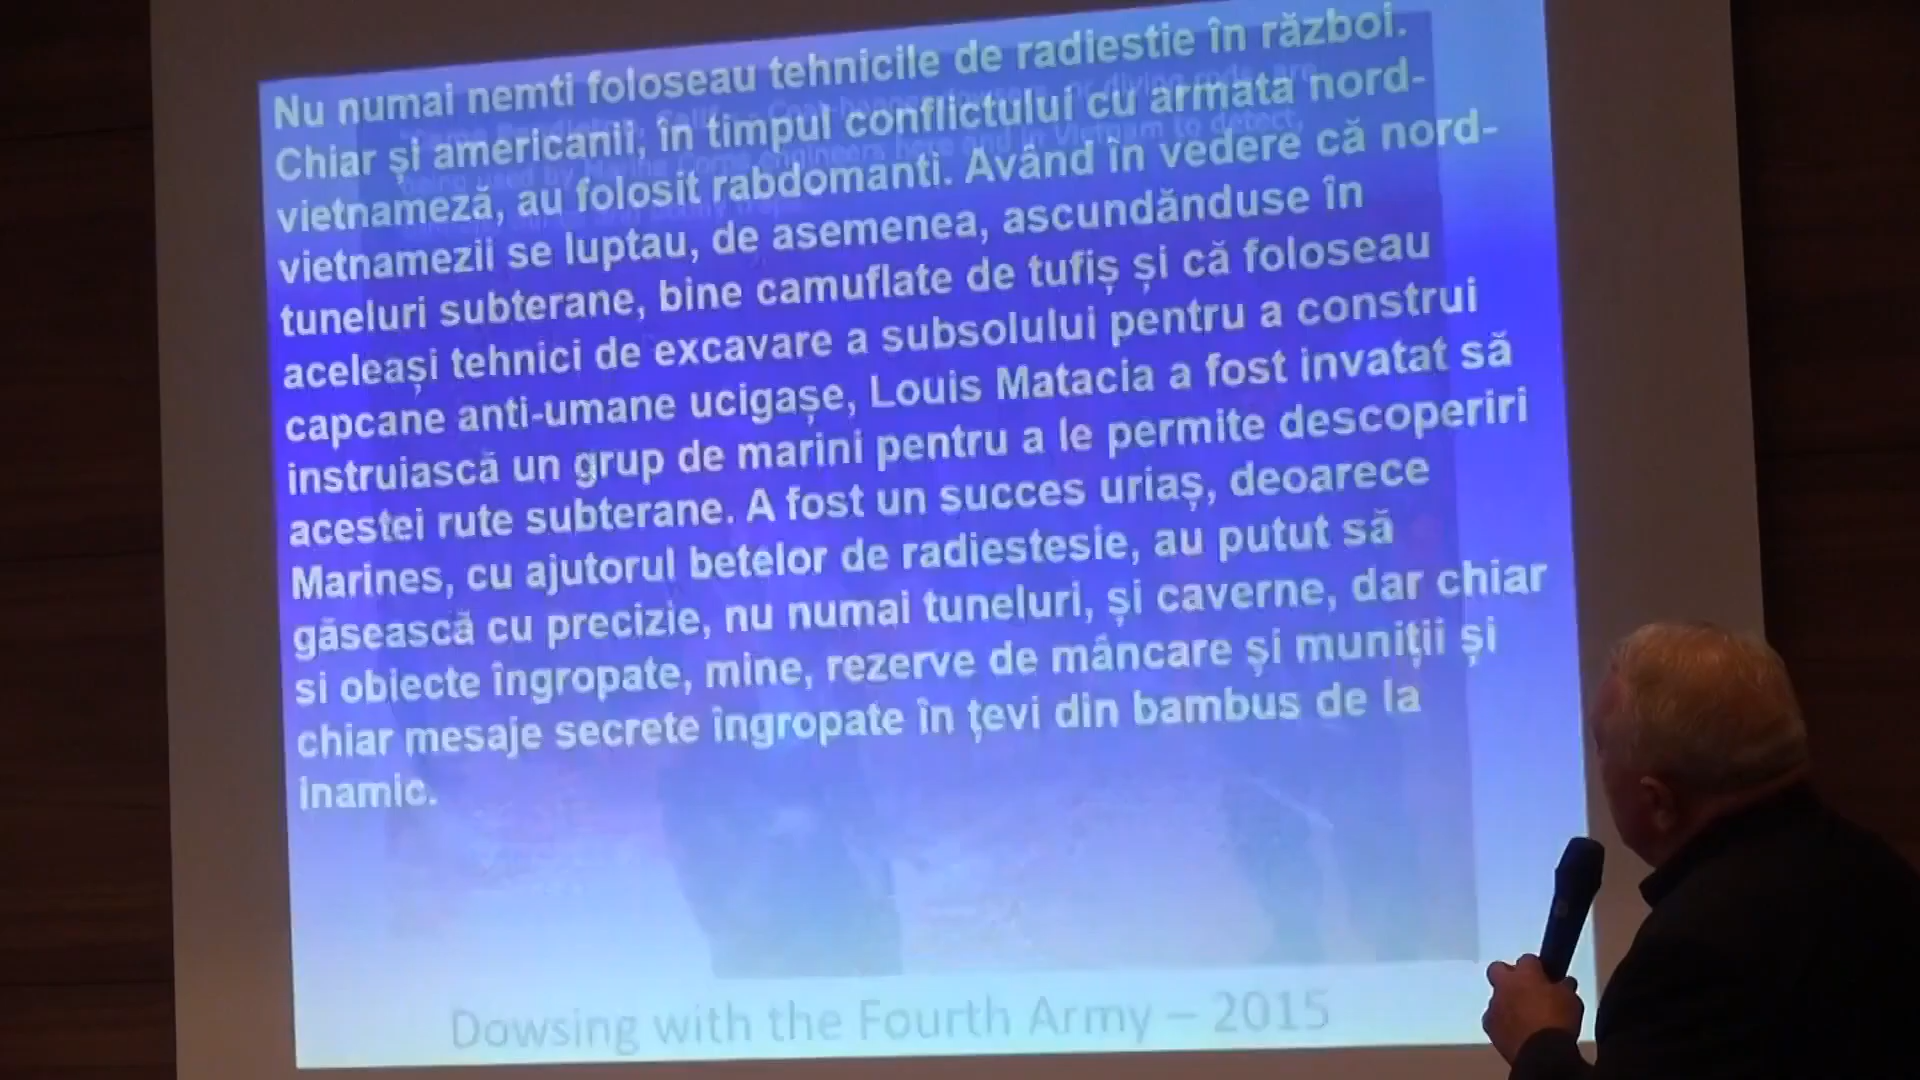 Nu numai nemti foloseau tehnicile de radiestie în război.
Chiar și americanii, în timpul conflictului cu armata nord-
vietnameză, au folosit rabdomanti. Având în vedere că nord-
vietnamezii se luptau, de asemenea, ascundănduse în
tuneluri subterane, bine camuflate de tufiș și că foloseau
aceleași tehnici de excavare a subsolului pentru a construi
capcane anti-umane ucigașe, Louis Matacia a fost invatat să
instruiască un grup de marini pentru a le permite descoperiri
acestei rute subterane. A fost un succes uriaș, deoarece
Marines, cu ajutorul betelor de radiestesie, au putut să
găsească cu precizie, nu numai tuneluri, și caverne, dar chiar
si obiecte îngropate, mine, rezerve de mâncare și muniții și
chiar mesaje secrete îngropate în țevi din bambus de la
inamic.
Dowsing with the Fourth Army – 2015